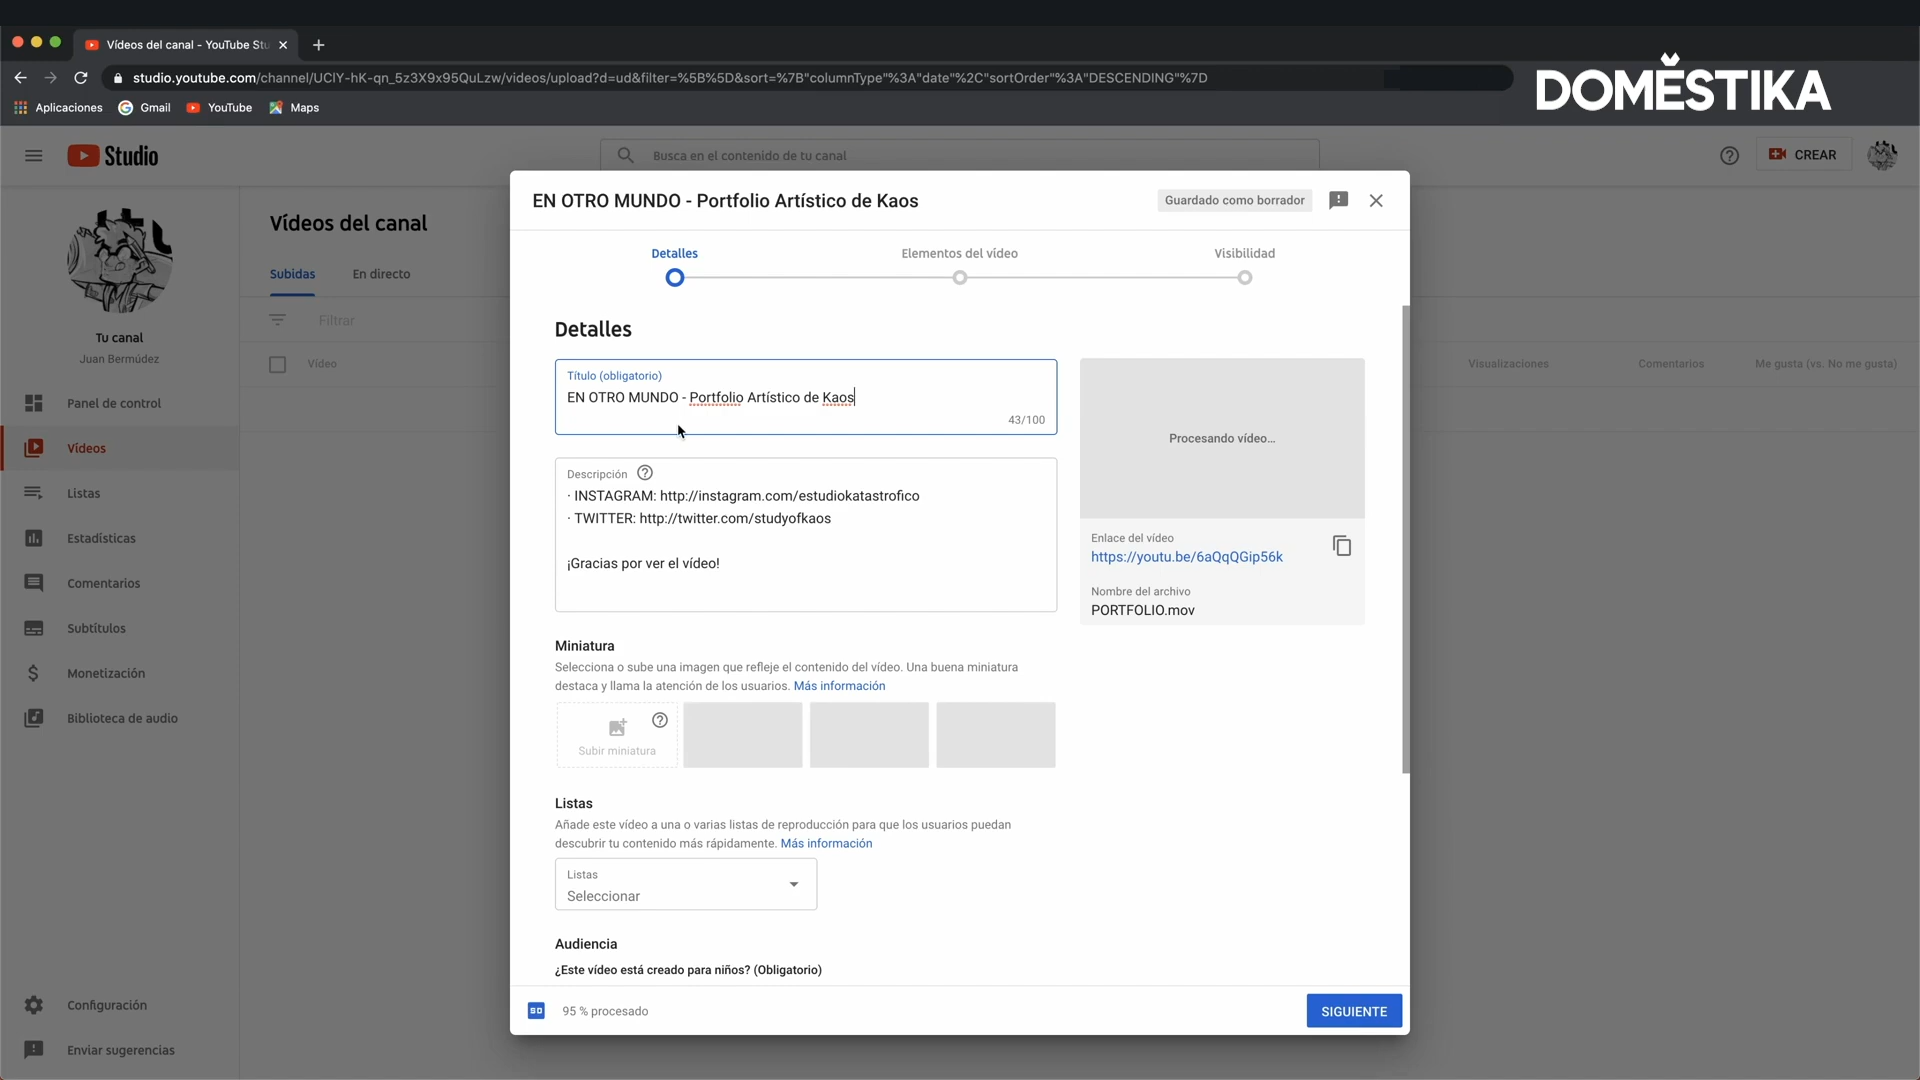 Vídeos del canal - YouTube Stu
studio.youtube.com/channel/UClY-hK-qn_5z3X9x95QuLzw/videos/upload?d=ud&filter=%5B%5D&sort=%7B"columnType"%3A"date"%2C"sortOrder"%3A"DESCENDING"%7D
Aplicaciones Gmail YouTube Maps
DOMESTIKA
Studio
Busca en el contenido de tu canal
CREAR
Tu canal
Juan Bermúdez
Panel de control
Vídeos
Listas
Estadísticas
Comentarios
Subtítulos
Monetización
Biblioteca de audio
Configuración
Enviar sugerencias
Vídeos del canal
Subidas En directo
Filtrar
Vídeo
Visualizaciones Comentarios Me gusta (vs. No me gusta)
EN OTRO MUNDO - Portfolio Artístico de Kaos
Guardado como borrador
Detalles Elementos del vídeo Visibilidad
Detalles
Título (obligatorio)
EN OTRO MUNDO - Portfolio Artístico de Kaos
43/100
Descripción
· INSTAGRAM: http://instagram.com/estudiokatastrofico
· TWITTER: http://twitter.com/studyofkaos
¡Gracias por ver el vídeo!
Procesando vídeo...
Enlace del vídeo
https://youtu.be/6aQqQGip56k
Nombre del archivo
PORTFOLIO.mov
Miniatura
Selecciona o sube una imagen que refleje el contenido del vídeo. Una buena miniatura
destaca y llama la atención de los usuarios. Más información
Subir miniatura
Listas
Añade este vídeo a una o varias listas de reproducción para que los usuarios puedan
descubrir tu contenido más rápidamente. Más información
Listas
Seleccionar
Audiencia
¿Este vídeo está creado para niños? (Obligatorio)
SD
95 % procesado
SIGUIENTE